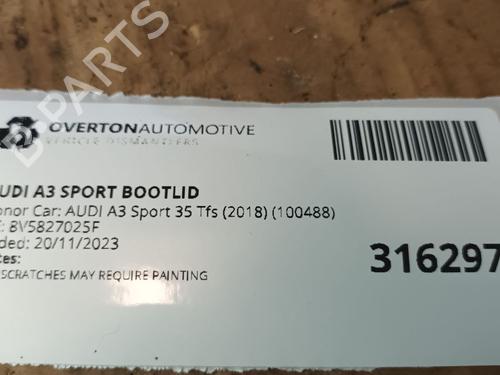 OVERTONAUTOMOTIVE
VEHICLE DISMANTLERS
UDI A3 SPORT BOOTLID
onor Car: AUDI A3 Sport 35 Tfs (2018) (100488)
: 8V5827025F
ded: 20/11/2023
tes:
SCRATCHES MAY REQUIRE PAINTING
316297
B-PARTS